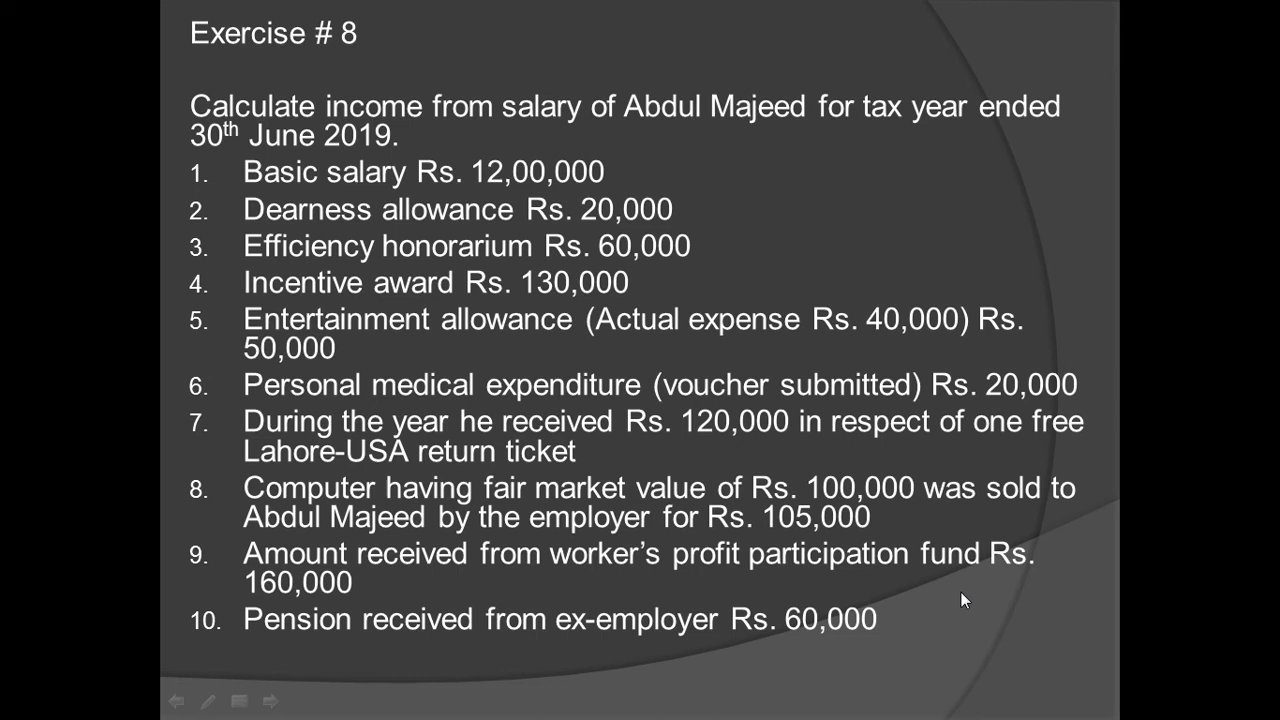 Exercise # 8
Calculate income from salary of Abdul Majeed for tax year ended
30th June 2019.
1. Basic salary Rs. 12,00,000
2. Dearness allowance Rs. 20,000
3. Efficiency honorarium Rs. 60,000
4. Incentive award Rs. 130,000
5. Entertainment allowance (Actual expense Rs. 40,000) Rs.
50,000
6. Personal medical expenditure (voucher submitted) Rs. 20,000
7. During the year he received Rs. 120,000 in respect of one free
Lahore-USA return ticket
8. Computer having fair market value of Rs. 100,000 was sold to
Abdul Majeed by the employer for Rs. 105,000
9. Amount received from worker's profit participation fund Rs.
160,000
10. Pension received from ex-employer Rs. 60,000